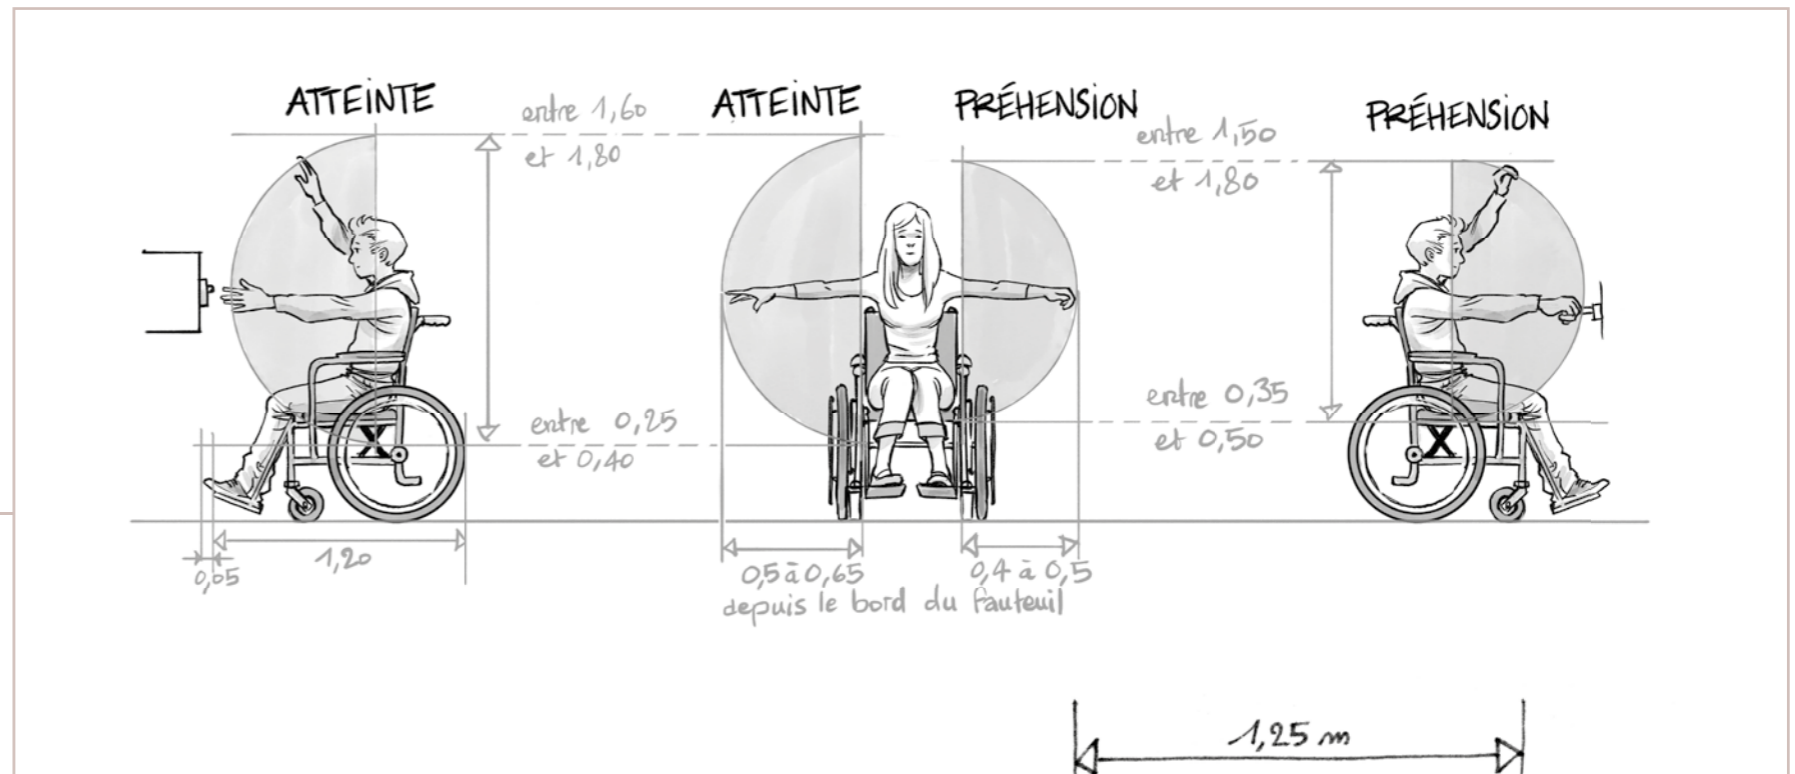 ATTEINTE
entre 1,60
et 1,80
ATTEINTE
PRÉHENSION
entre 1,50
et 1,80
PRÉHENSION
entre 0,25
et 0,40
entre 0,35
et 0,50
0,05
1,20
0,5 à 0,65
0,4 à 0,5
depuis le bord du fauteuil
1,25 m